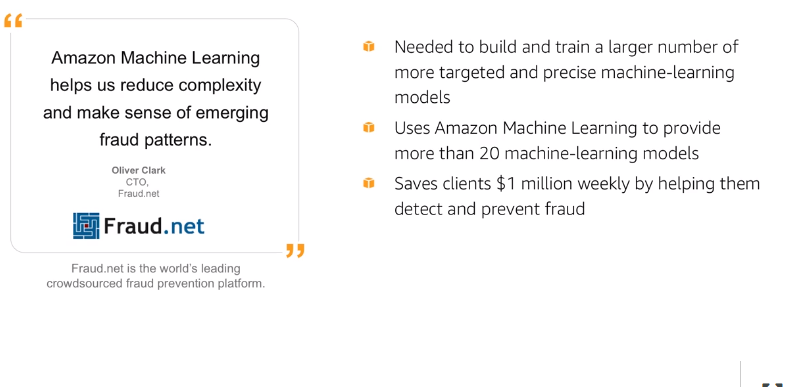 Amazon Machine Learning
helps us reduce complexity
and make sense of emerging
fraud patterns.
Oliver Clark
CTO,
Fraud.net
Fraud.net
Fraud.net is the world's leading
crowdsourced fraud prevention platform.
Needed to build and train a larger number of
more targeted and precise machine-learning
models
Uses Amazon Machine Learning to provide
more than 20 machine-learning models
Saves clients $1 million weekly by helping them
detect and prevent fraud